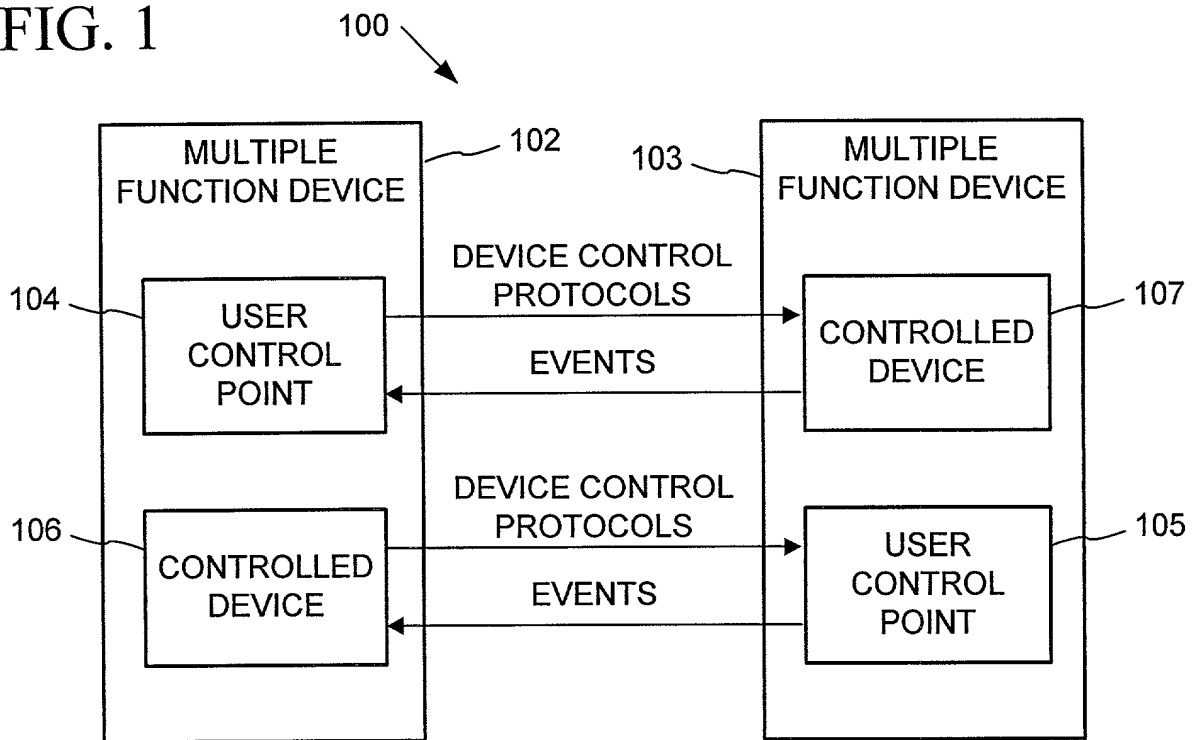 FIG. 1
100
MULTIPLE
FUNCTION DEVICE
102
103
MULTIPLE
FUNCTION DEVICE
104
USER
CONTROL
POINT
DEVICE CONTROL
PROTOCOLS
EVENTS
CONTROLLED
DEVICE
107
106
CONTROLLED
DEVICE
DEVICE CONTROL
PROTOCOLS
EVENTS
USER
CONTROL
POINT
105